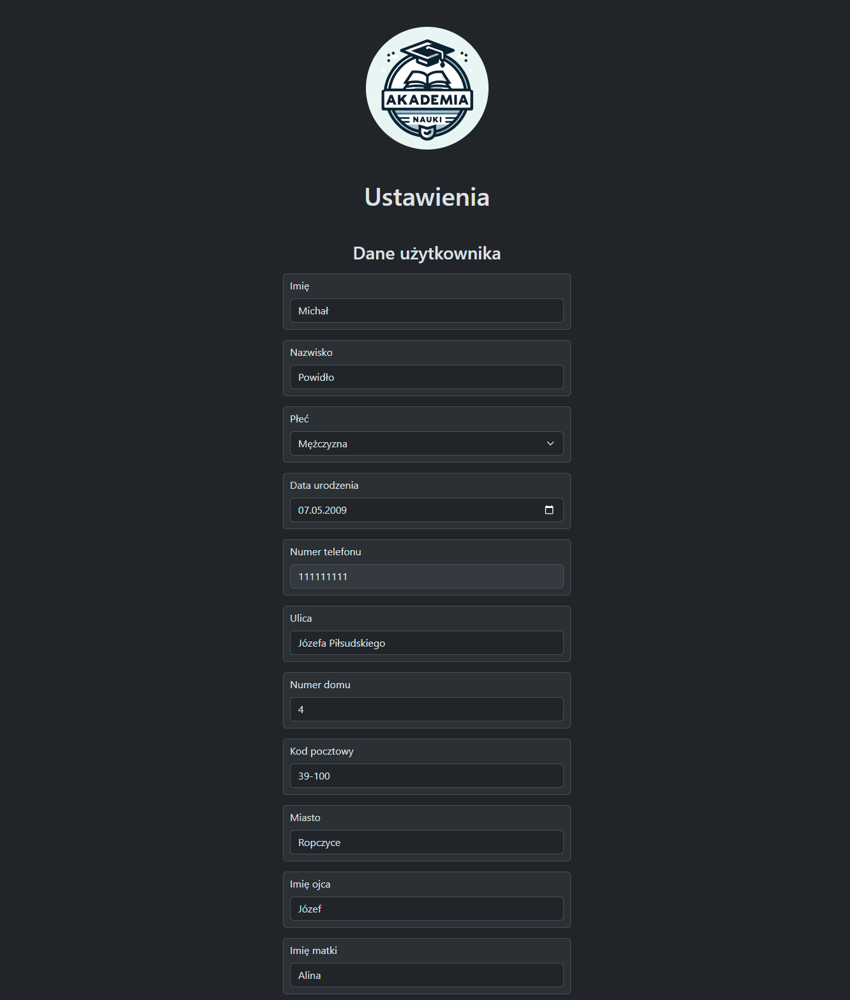 AKADEMIA
NAUKI
Ustawienia
Dane użytkownika
Imię
Michał
Nazwisko
Powidło
Płeć
Mężczyzna
Data urodzenia
07.05.2009
Numer telefonu
111111111
Ulica
Józefa Piłsudskiego
Numer domu
4
Kod pocztowy
39-100
Miasto
Ropczyce
Imię ojca
Józef
Imię matki
Alina